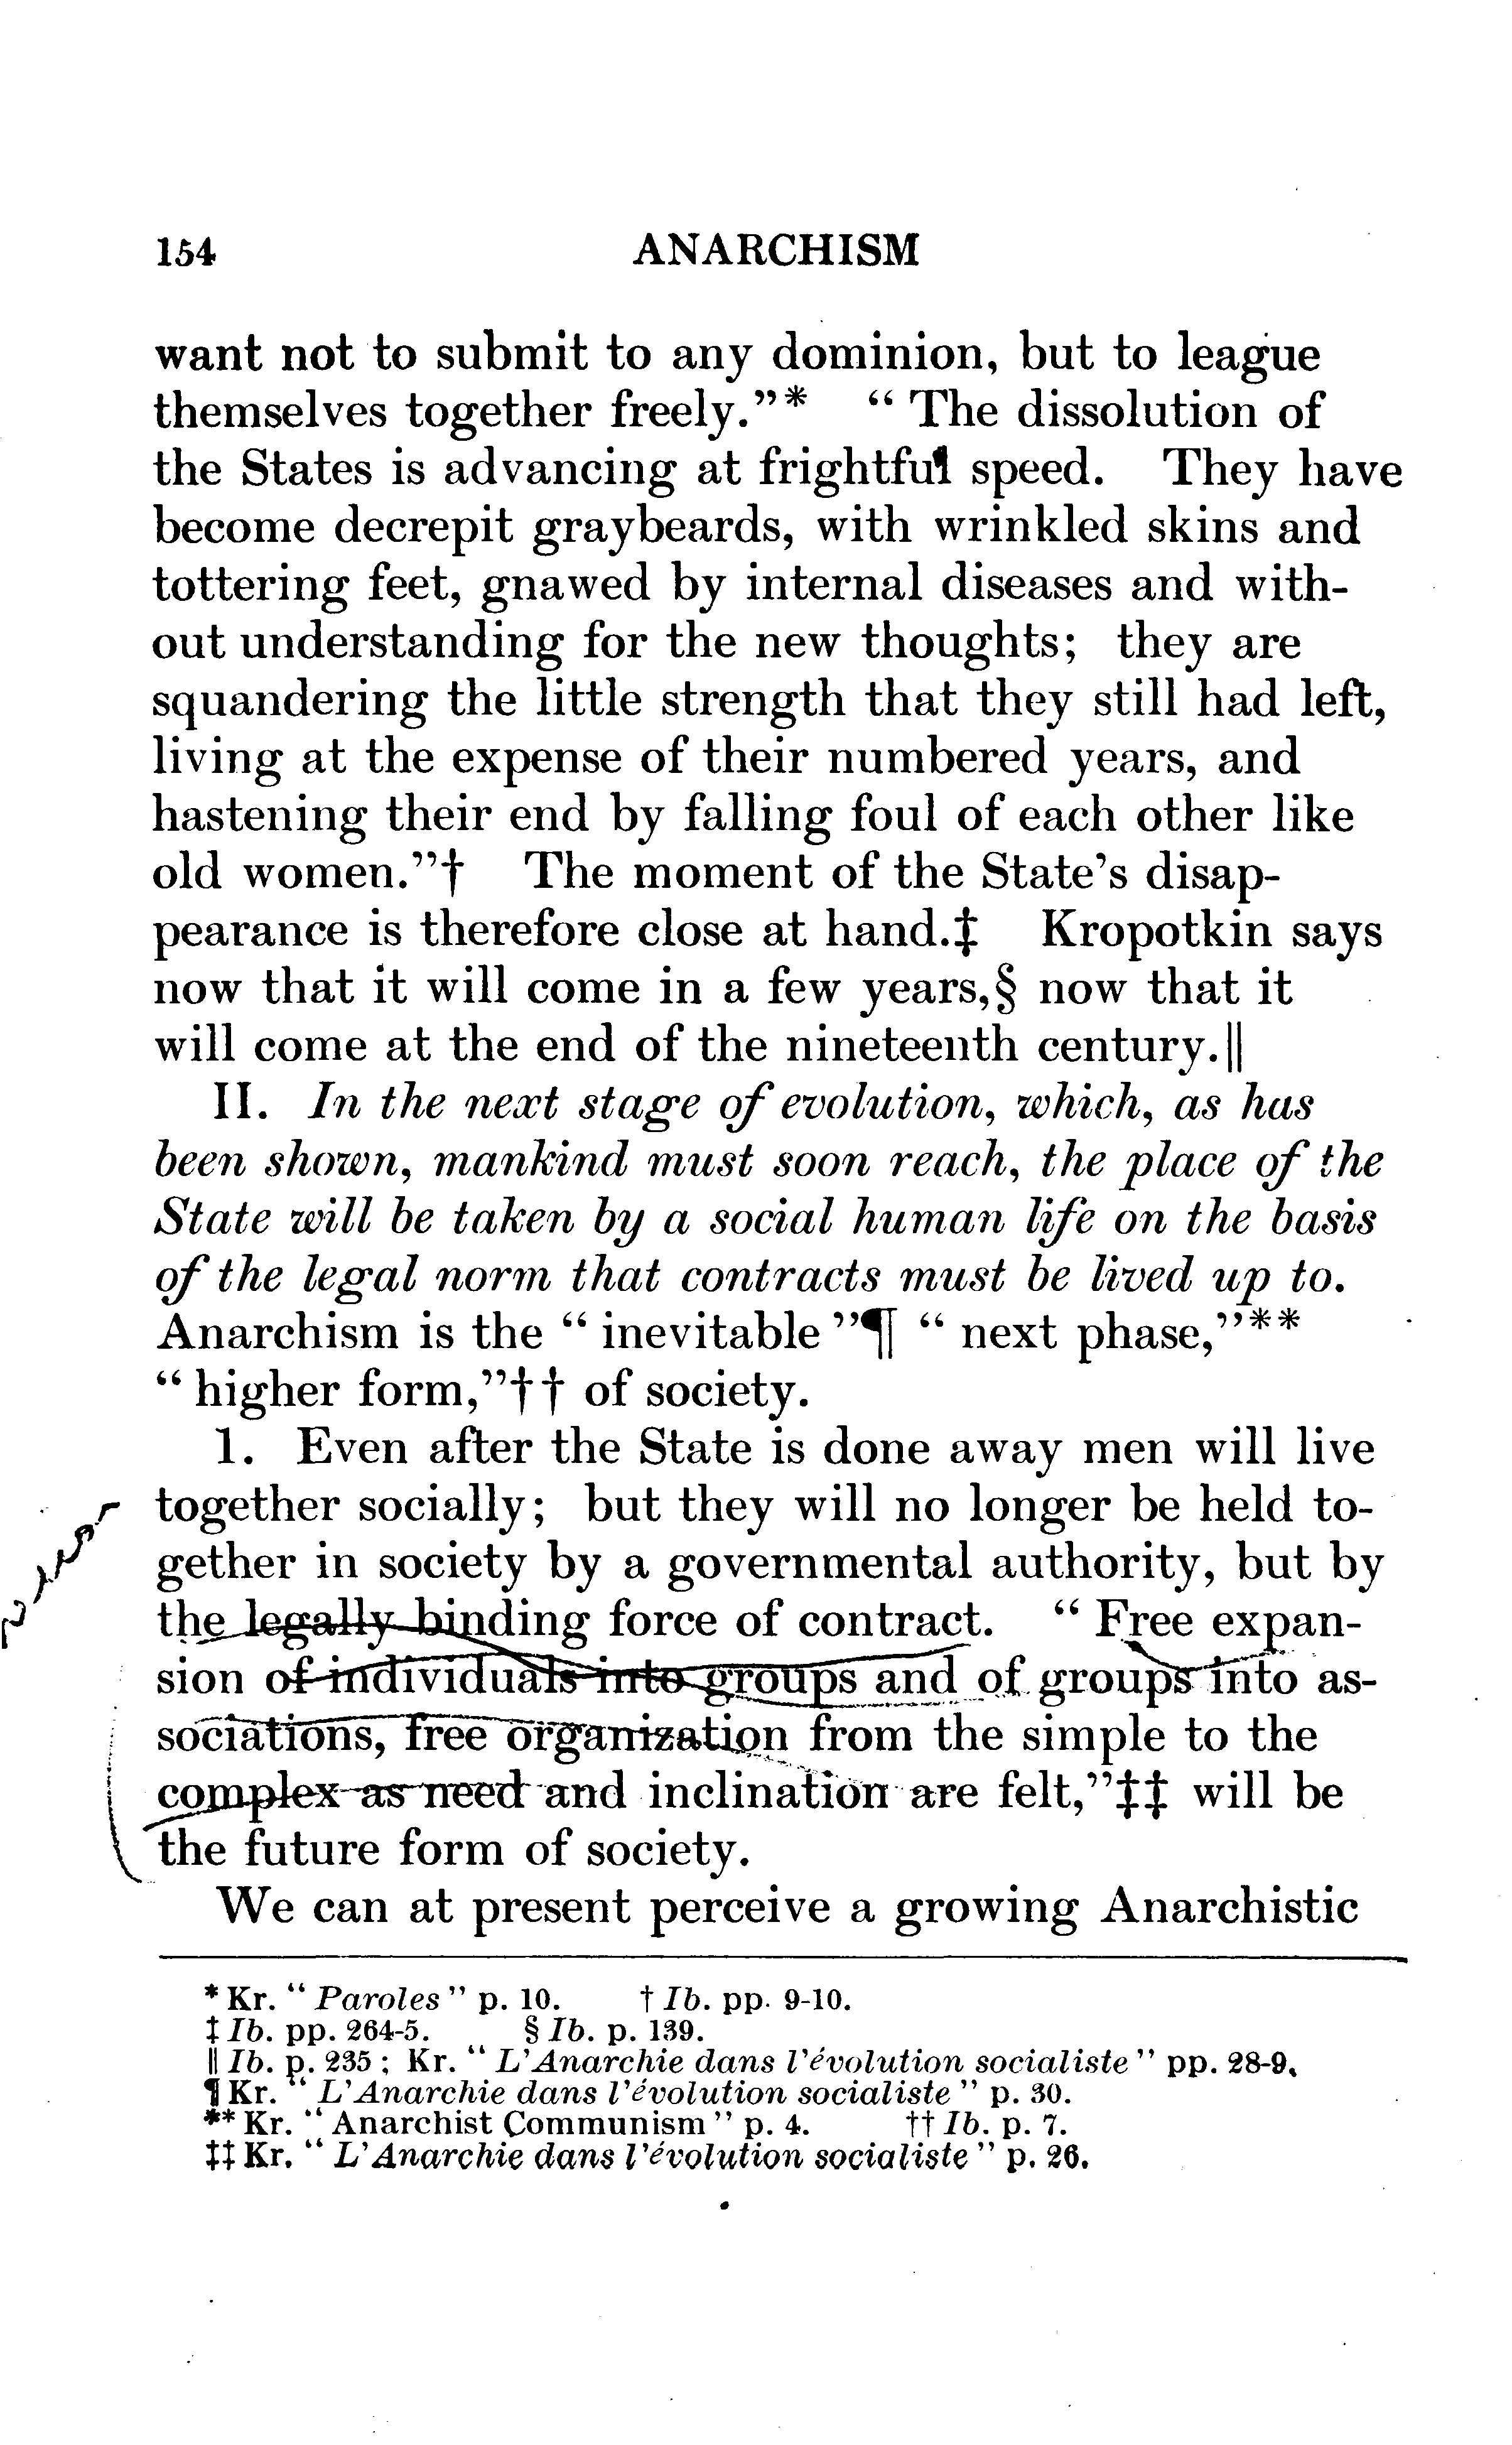 154 ANARCHISM
want not to submit to any dominion, but to league
themselves together freely."* " The dissolution of
the States is advancing at frightful speed. They have
become decrepit graybeards, with wrinkled skins and
tottering feet, gnawed by internal diseases and with-
out understanding for the new thoughts; they are
squandering the little strength that they still had left,
living at the expense of their numbered years, and
hastening their end by falling foul of each other like
old women."† The moment of the State's disap-
pearance is therefore close at hand.‡ Kropotkin says
now that it will come in a few years,§ now that it
will come at the end of the nineteenth century.||
II. In the next stage of evolution, which, as has
been shown, mankind must soon reach, the place of the
State will be taken by a social human life on the basis
of the legal norm that contracts must be lived up to.
Anarchism is the " inevitable "¶ " next phase,"**
" higher form,"†† of society.
1. Even after the State is done away men will live
together socially; but they will no longer be held to-
gether in society by a governmental authority, but by
the legally binding force of contract. " Free expan-
sion of individuals into groups and of groups into as-
sociations, free organization from the simple to the
complex as need and inclination are felt,"‡‡ will be
the future form of society.
We can at present perceive a growing Anarchistic
* Kr. " Paroles " p. 10. † Ib. pp. 9-10.
‡ Ib. pp. 264-5. § Ib. p. 139.
|| Ib. p. 235 ; Kr. " L'Anarchie dans l'évolution socialiste " pp. 28-9.
¶ Kr. " L'Anarchie dans l'évolution socialiste " p. 30.
** Kr. " Anarchist Communism " p. 4. †† Ib. p. 7.
‡‡ Kr. " L'Anarchie dans l'évolution socialiste " p. 26.